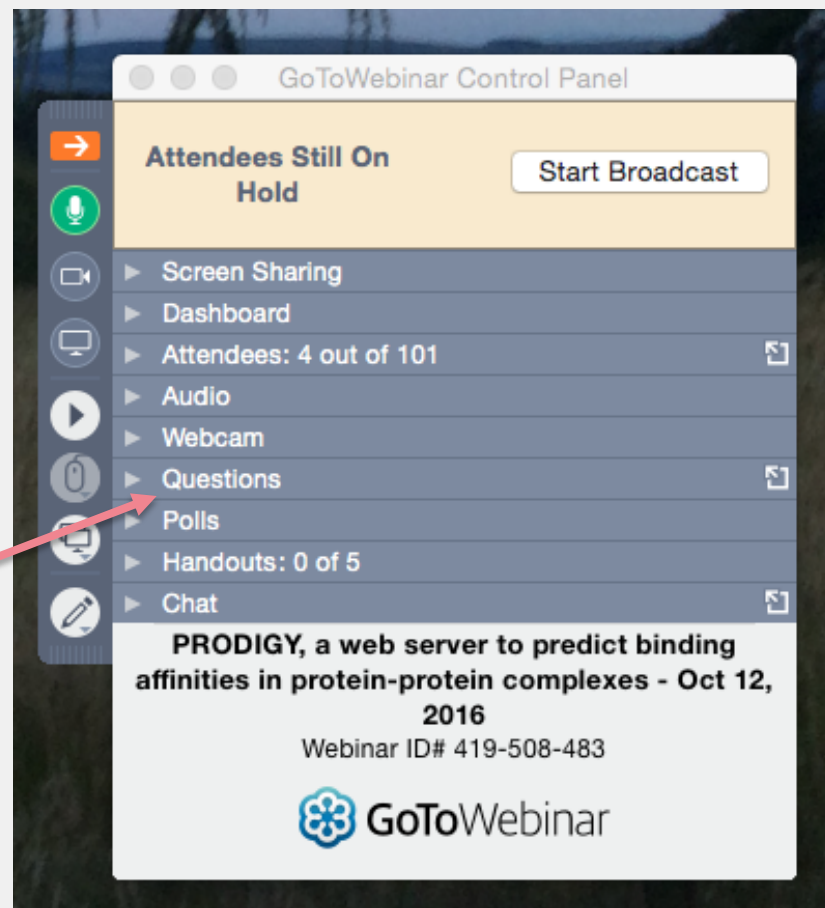 GoToWebinar Control Panel
Attendees Still On
Hold
Start Broadcast
Screen Sharing
Dashboard
Attendees: 4 out of 101
Audio
Webcam
Questions
Polls
Handouts: 0 of 5
Chat
PRODIGY, a web server to predict binding
affinities in protein-protein complexes - Oct 12,
2016
Webinar ID# 419-508-483
GoToWebinar